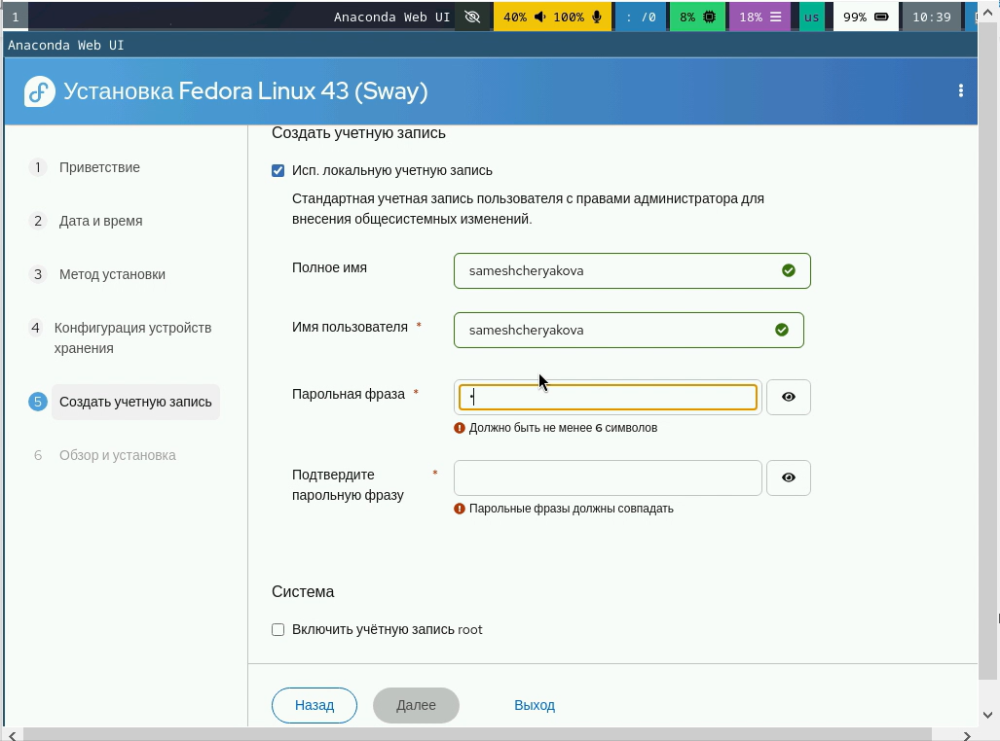 1
Anaconda Web UI
40% 100%
: /0
8%
18%
us
99%
10:39
Anaconda Web UI
Установка Fedora Linux 43 (Sway)
1 Приветствие
2 Дата и время
3 Метод установки
4 Конфигурация устройств
хранения
5 Создать учетную запись
6 Обзор и установка
Создать учетную запись
Исп. локальную учетную запись
Стандартная учетная запись пользователя с правами администратора для
внесения общесистемных изменений.
Полное имя
sameshcheryakova
Имя пользователя *
sameshcheryakova
Парольная фраза *
•
Должно быть не менее 6 символов
Подтвердите *
парольную фразу
Парольные фразы должны совпадать
Система
Включить учётную запись root
Назад
Далее
Выход